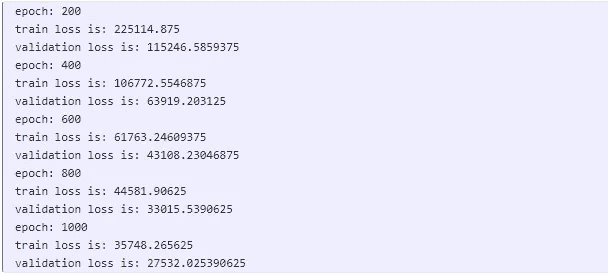 epoch: 200
train loss is: 225114.875
validation loss is: 115246.5859375
epoch: 400
train loss is: 106772.5546875
validation loss is: 63919.203125
epoch: 600
train loss is: 61763.24609375
validation loss is: 43108.23046875
epoch: 800
train loss is: 44581.90625
validation loss is: 33015.5390625
epoch: 1000
train loss is: 35748.265625
validation loss is: 27532.025390625